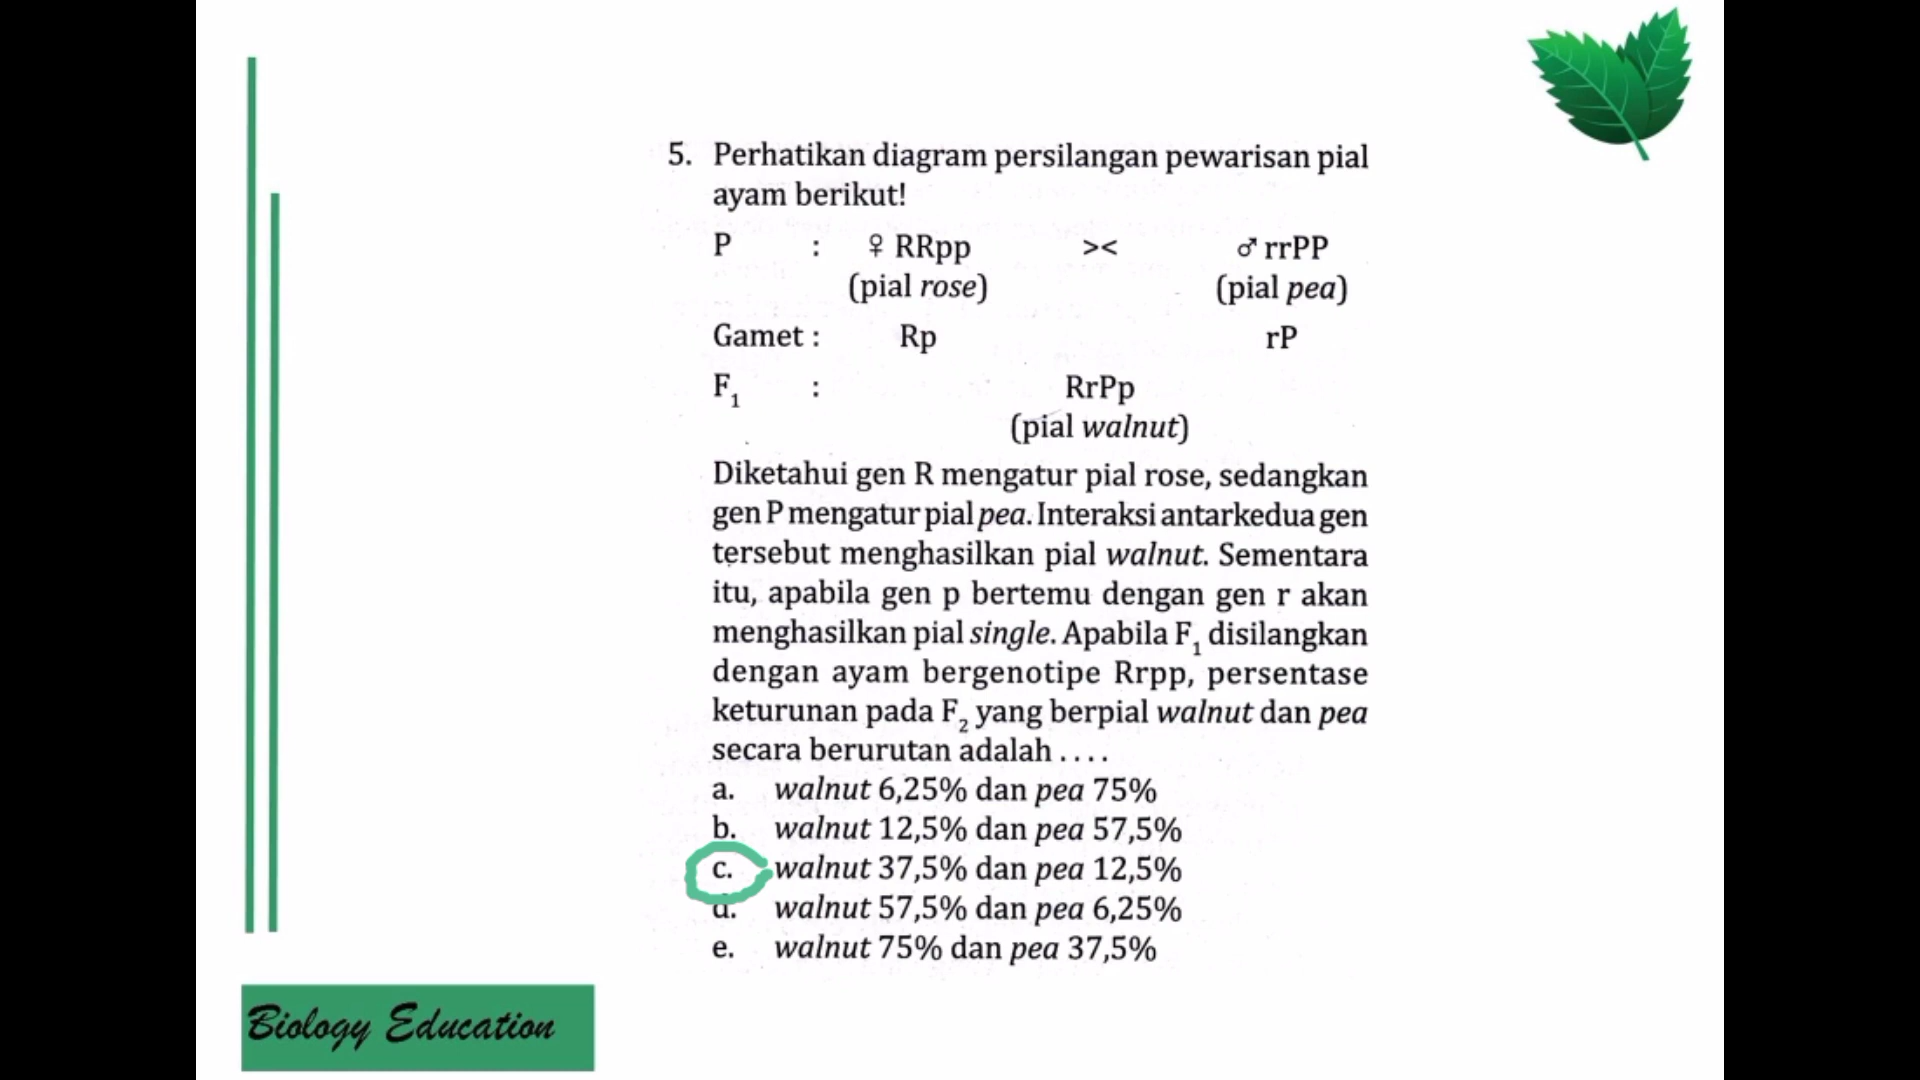 5. Perhatikan diagram persilangan pewarisan pial
ayam berikut!
P : ♀ RRpp >< ♂ rrPP
(pial rose) (pial pea)
Gamet : Rp rP
F₁ : RrPp
(pial walnut)
Diketahui gen R mengatur pial rose, sedangkan
gen P mengatur pial pea. Interaksi antarkedua gen
tersebut menghasilkan pial walnut. Sementara
itu, apabila gen p bertemu dengan gen r akan
menghasilkan pial single. Apabila F₁ disilangkan
dengan ayam bergenotipe Rrpp, persentase
keturunan pada F₂ yang berpial walnut dan pea
secara berurutan adalah . . . .
a. walnut 6,25% dan pea 75%
b. walnut 12,5% dan pea 57,5%
c. walnut 37,5% dan pea 12,5%
d. walnut 57,5% dan pea 6,25%
e. walnut 75% dan pea 37,5%
Biology Education